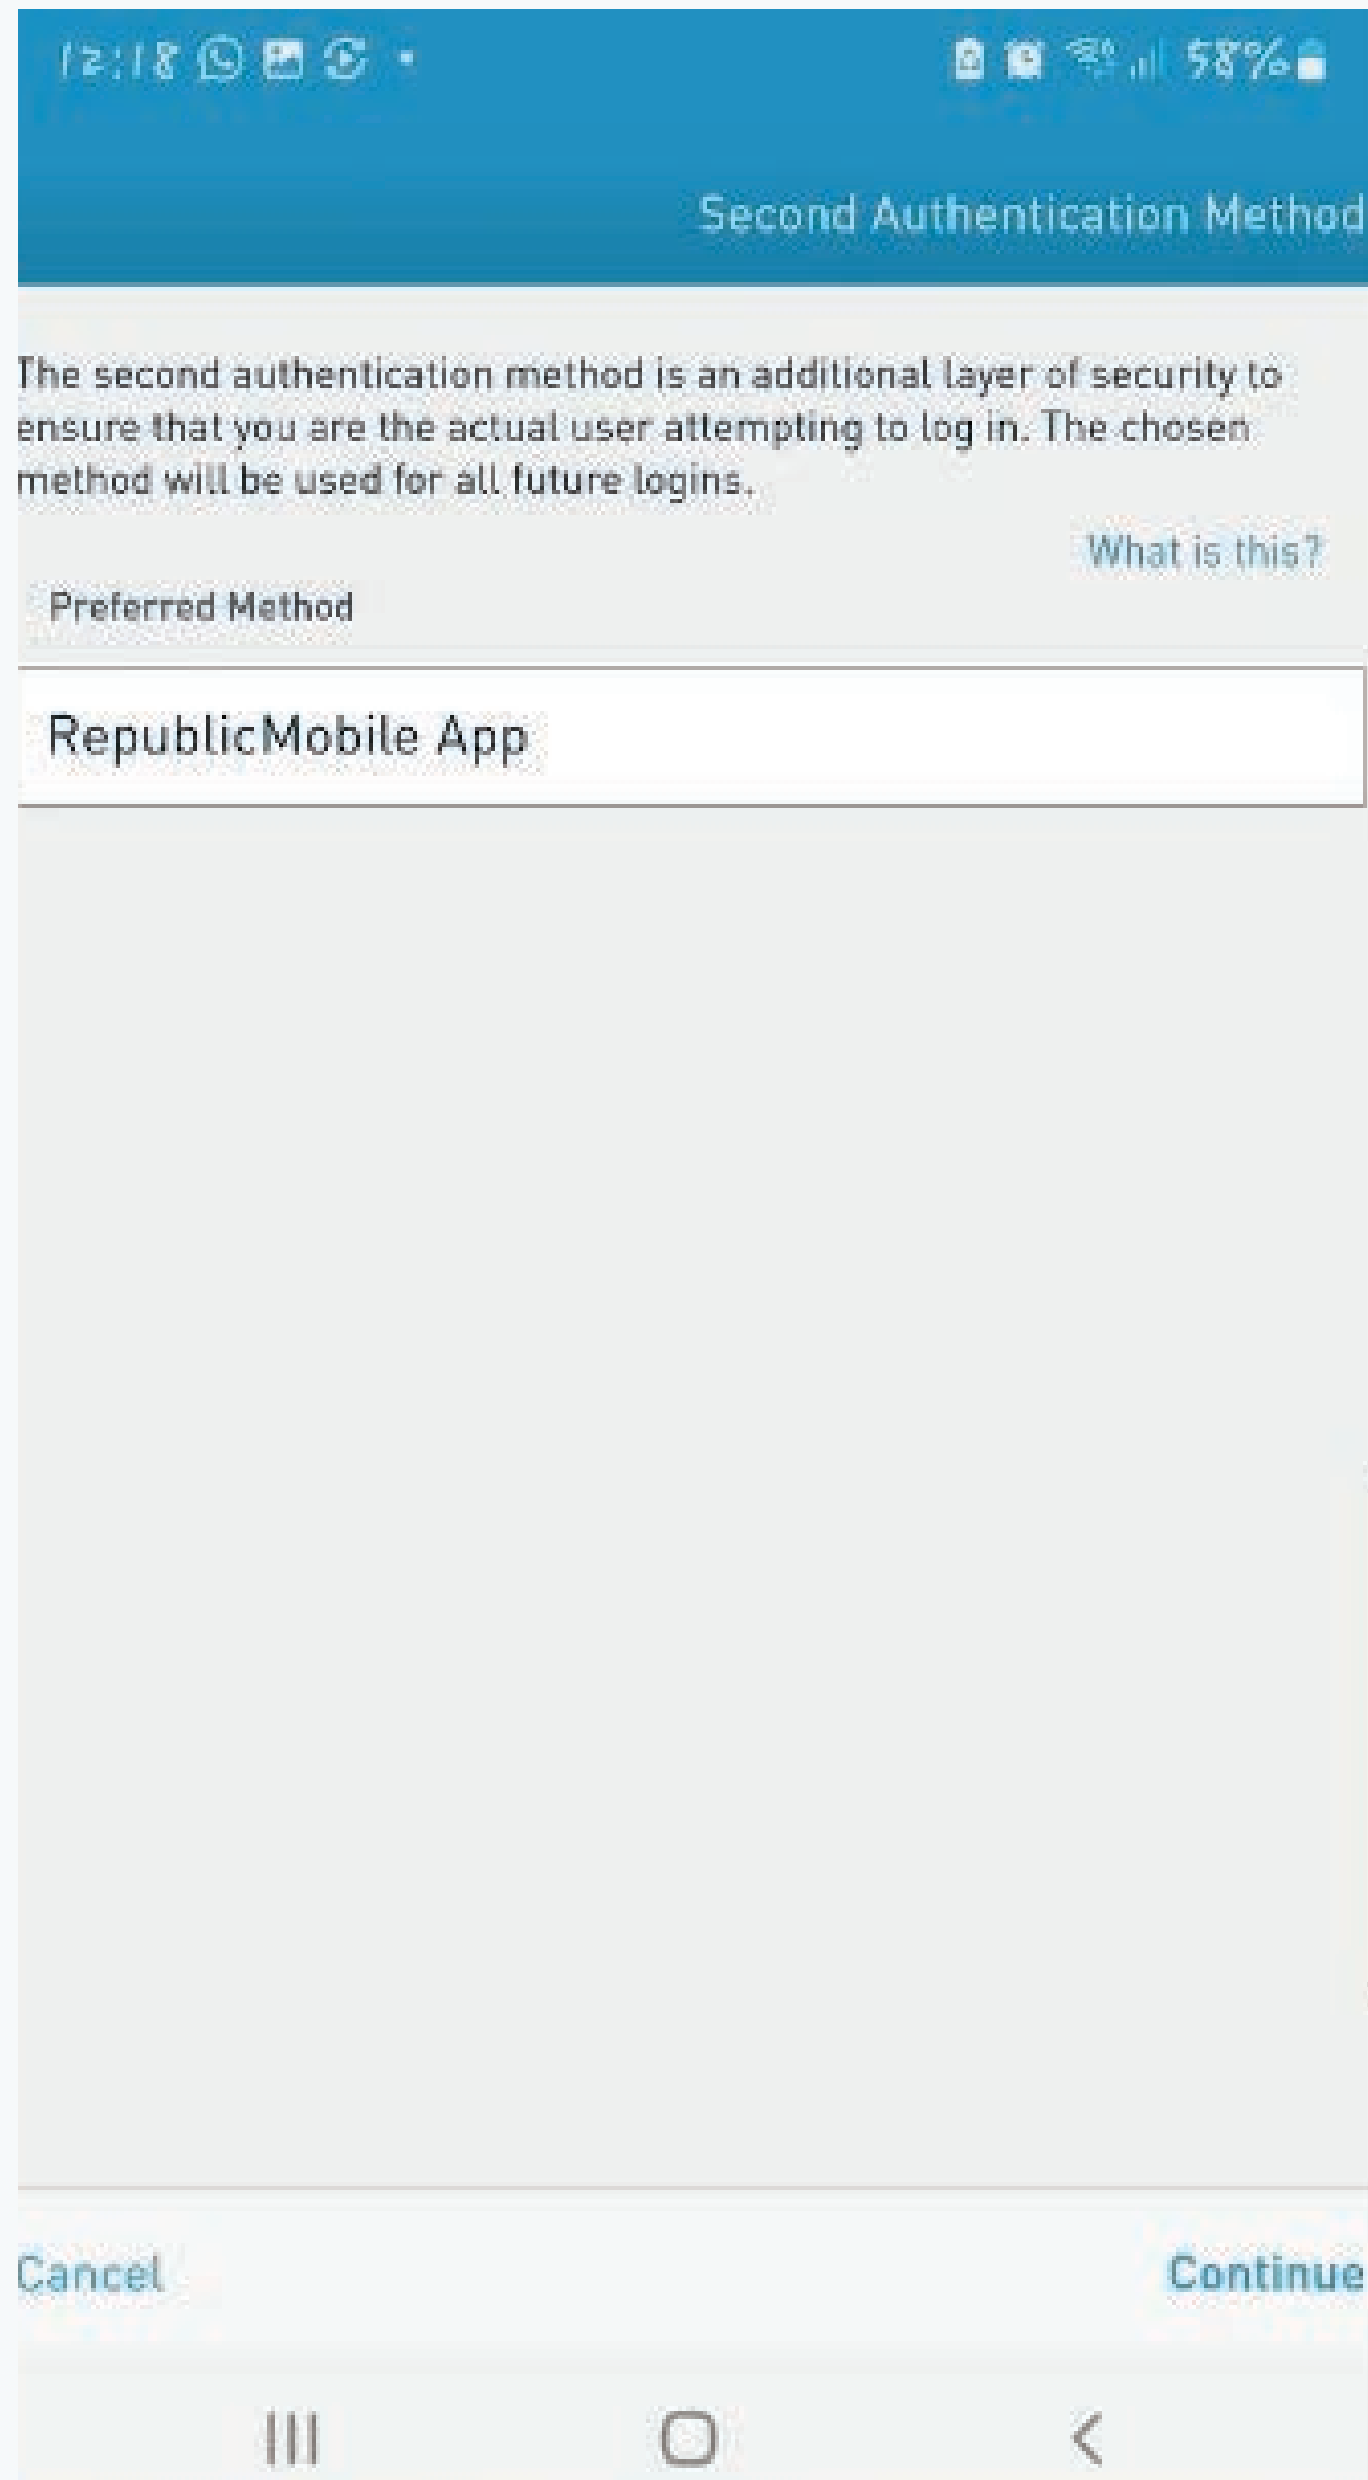 12:18 58%
Second Authentication Method
The second authentication method is an additional layer of security to
ensure that you are the actual user attempting to log in. The chosen
method will be used for all future logins.
What is this?
Preferred Method
RepublicMobile App
Cancel Continue